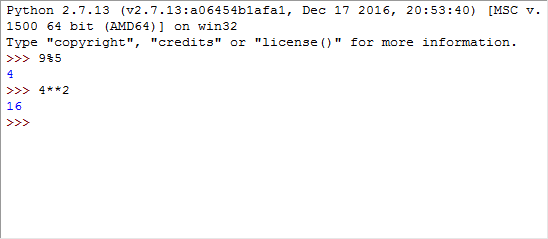 Python 2.7.13 (v2.7.13:a06454b1afa1, Dec 17 2016, 20:53:40) [MSC v.
1500 64 bit (AMD64)] on win32
Type "copyright", "credits" or "license()" for more information.
>>> 9%5
4
>>> 4**2
16
>>>